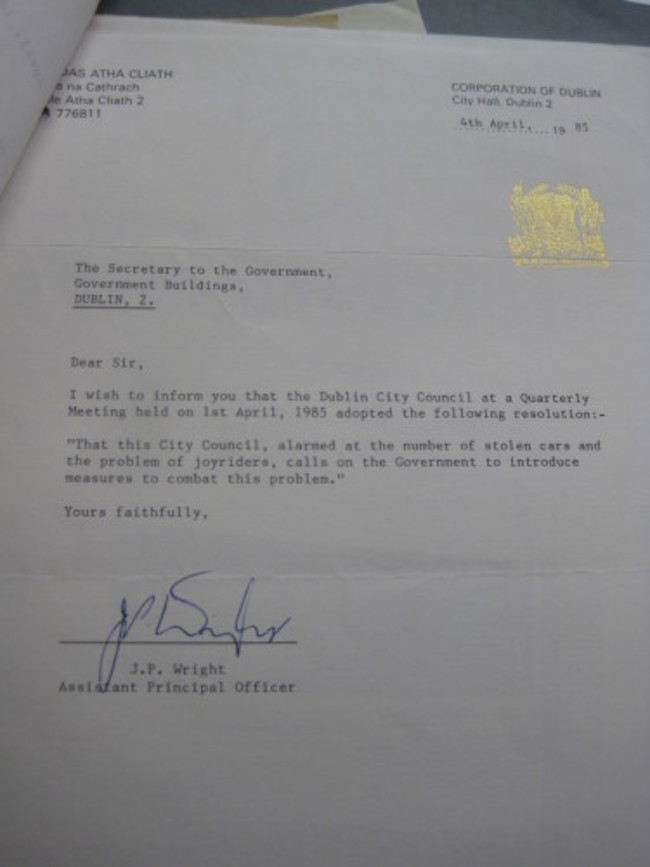 DAS ATHA CLIATH
a na Cathrach
le Átha Cliath 2
776811
CORPORATION OF DUBLIN
City Hall, Dublin 2
4th April, 19 85
The Secretary to the Government,
Government Buildings,
DUBLIN, 2.
Dear Sir,
I wish to inform you that the Dublin City Council at a Quarterly
Meeting held on 1st April, 1985 adopted the following resolution:-
"That this City Council, alarmed at the number of stolen cars and
the problem of joyriders, calls on the Government to introduce
measures to combat this problem."
Yours faithfully,
J.P. Wright
Assistant Principal Officer